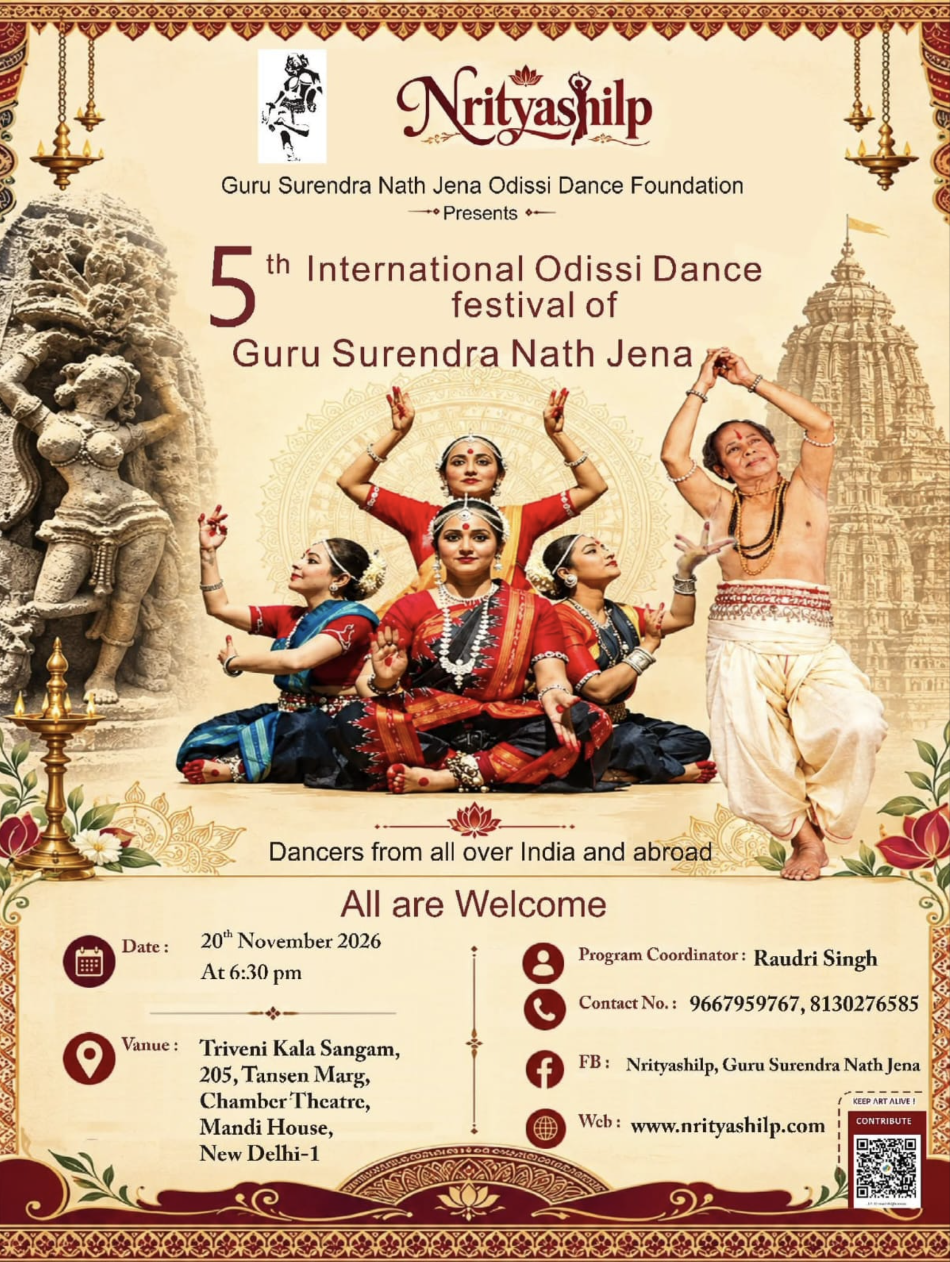 Nrityashilp
Guru Surendra Nath Jena Odissi Dance Foundation
Presents
5th International Odissi Dance
festival of
Guru Surendra Nath Jena
Dancers from all over India and abroad
All are Welcome
Date : 20th November 2026
At 6:30 pm
Vanue : Triveni Kala Sangam,
205, Tansen Marg,
Chamber Theatre,
Mandi House,
New Delhi-1
Program Coordinator : Raudri Singh
Contact No. : 9667959767, 8130276585
FB : Nrityashilp, Guru Surendra Nath Jena
Web : www.nrityashilp.com
KEEP ART ALIVE !
CONTRIBUTE